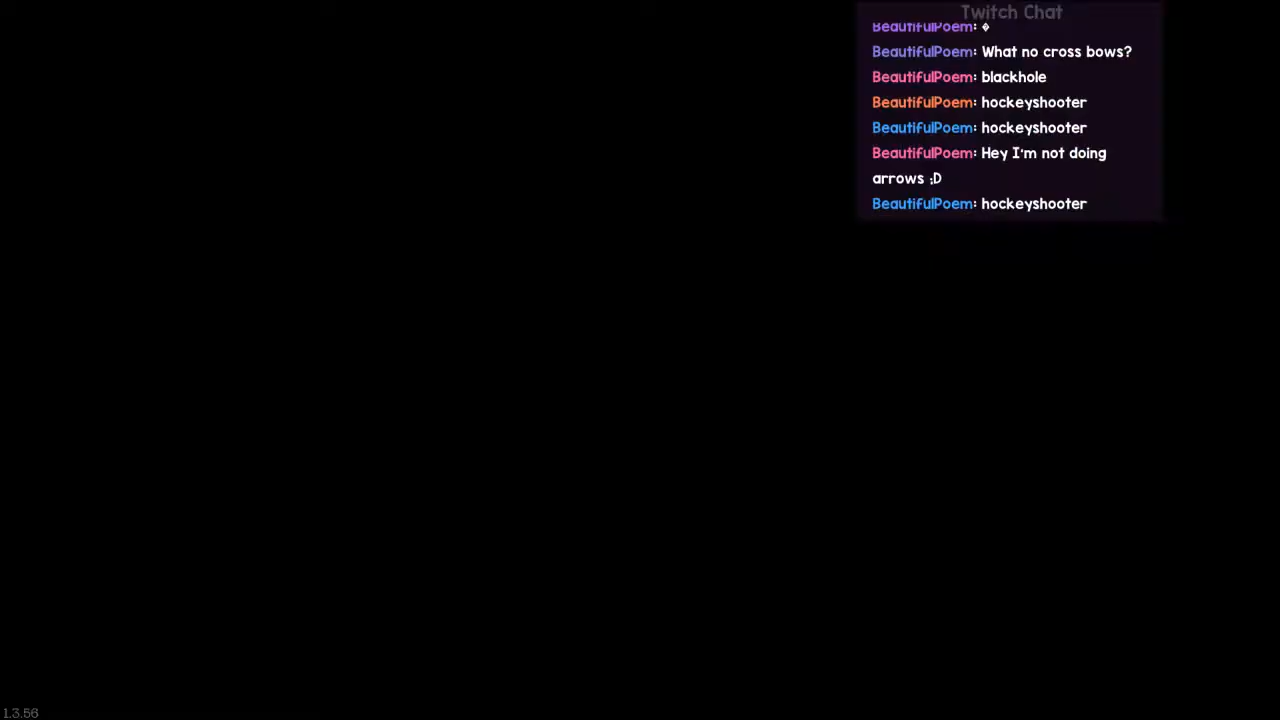 Twitch Chat
BeautifulPoem: �
BeautifulPoem: What no cross bows?
BeautifulPoem: blackhole
BeautifulPoem: hockeyshooter
BeautifulPoem: hockeyshooter
BeautifulPoem: Hey I'm not doing
arrows ;D
BeautifulPoem: hockeyshooter
1.3.56